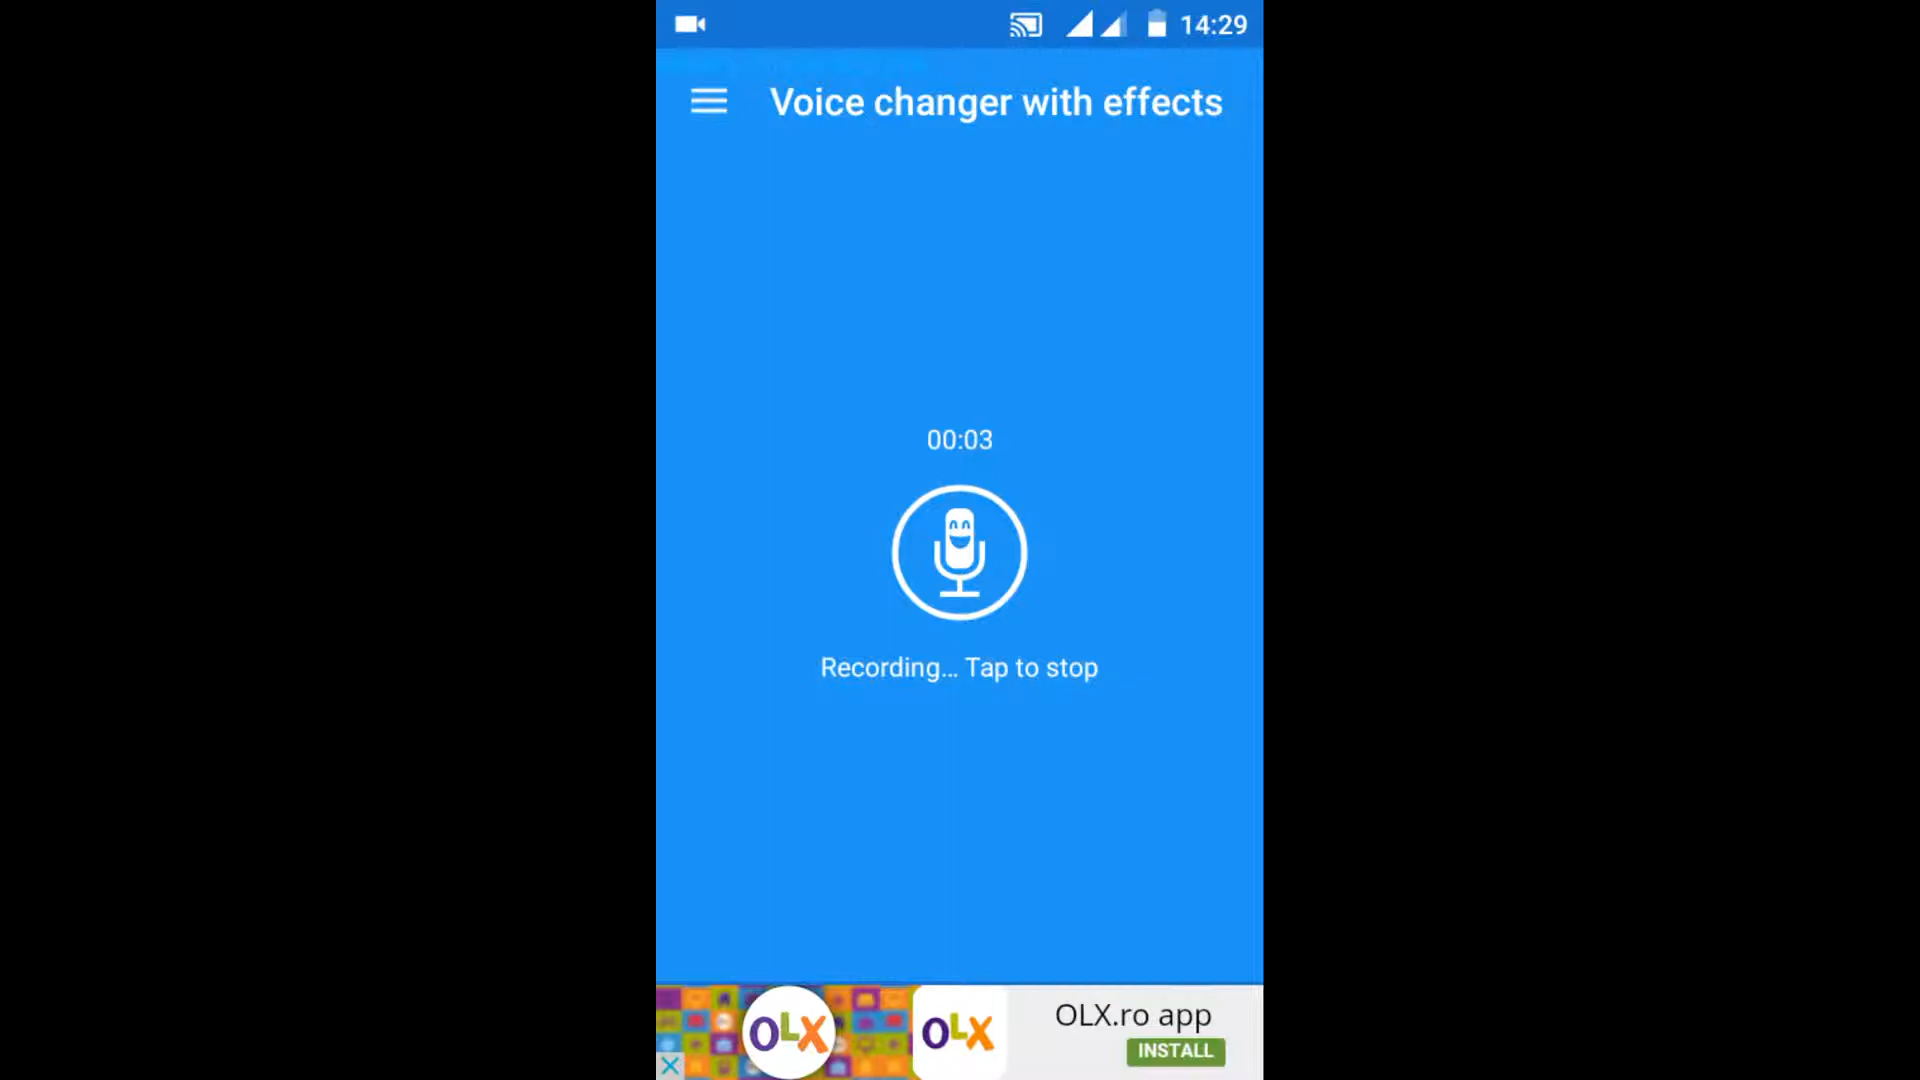 14:29
Voice changer with effects
00:03
Recording... Tap to stop
OLX
OLX
OLX.ro app
INSTALL